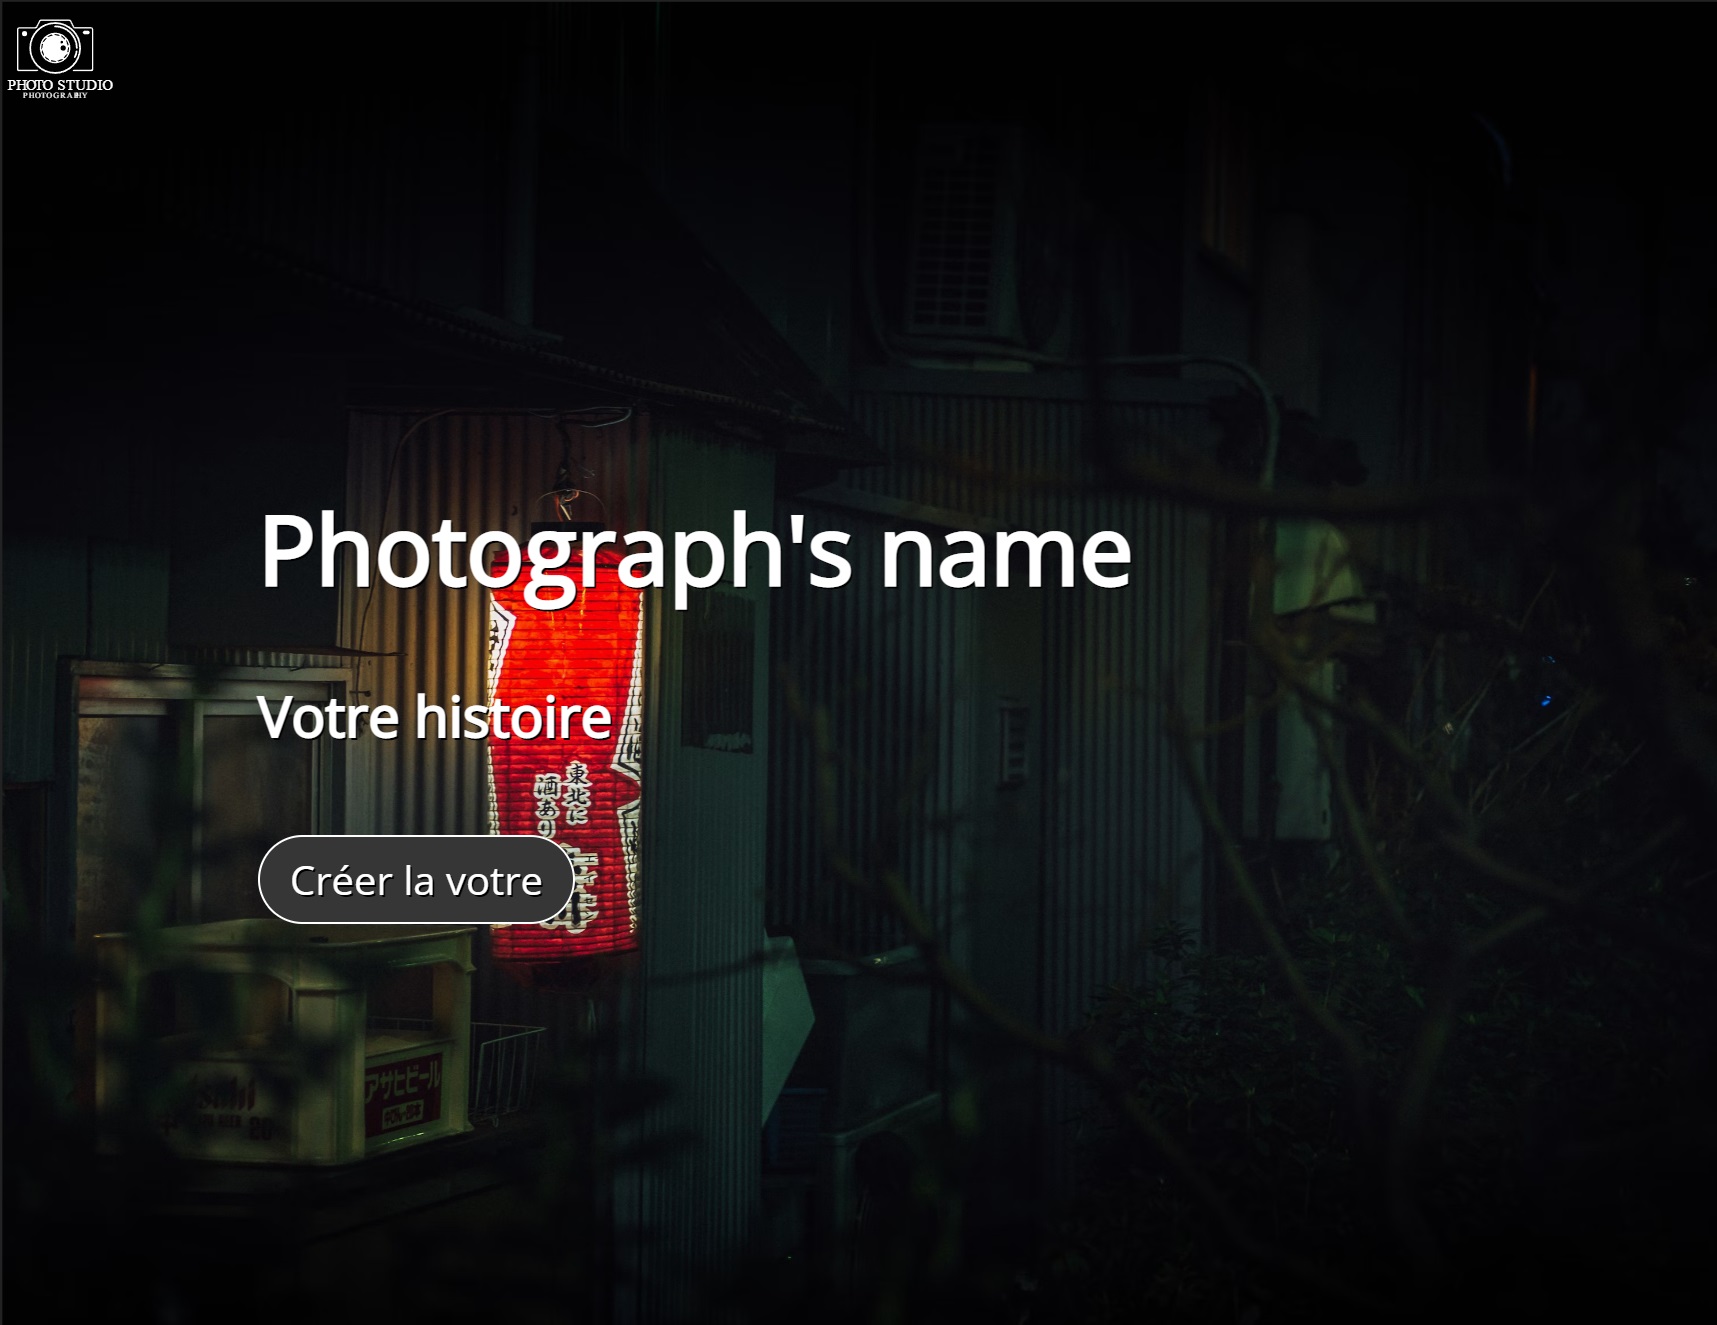 PHOTO STUDIO
PHOTOGRAPHY
Photograph's name
Votre histoire
東北に
酒あり
Créer la votre
アサヒビール